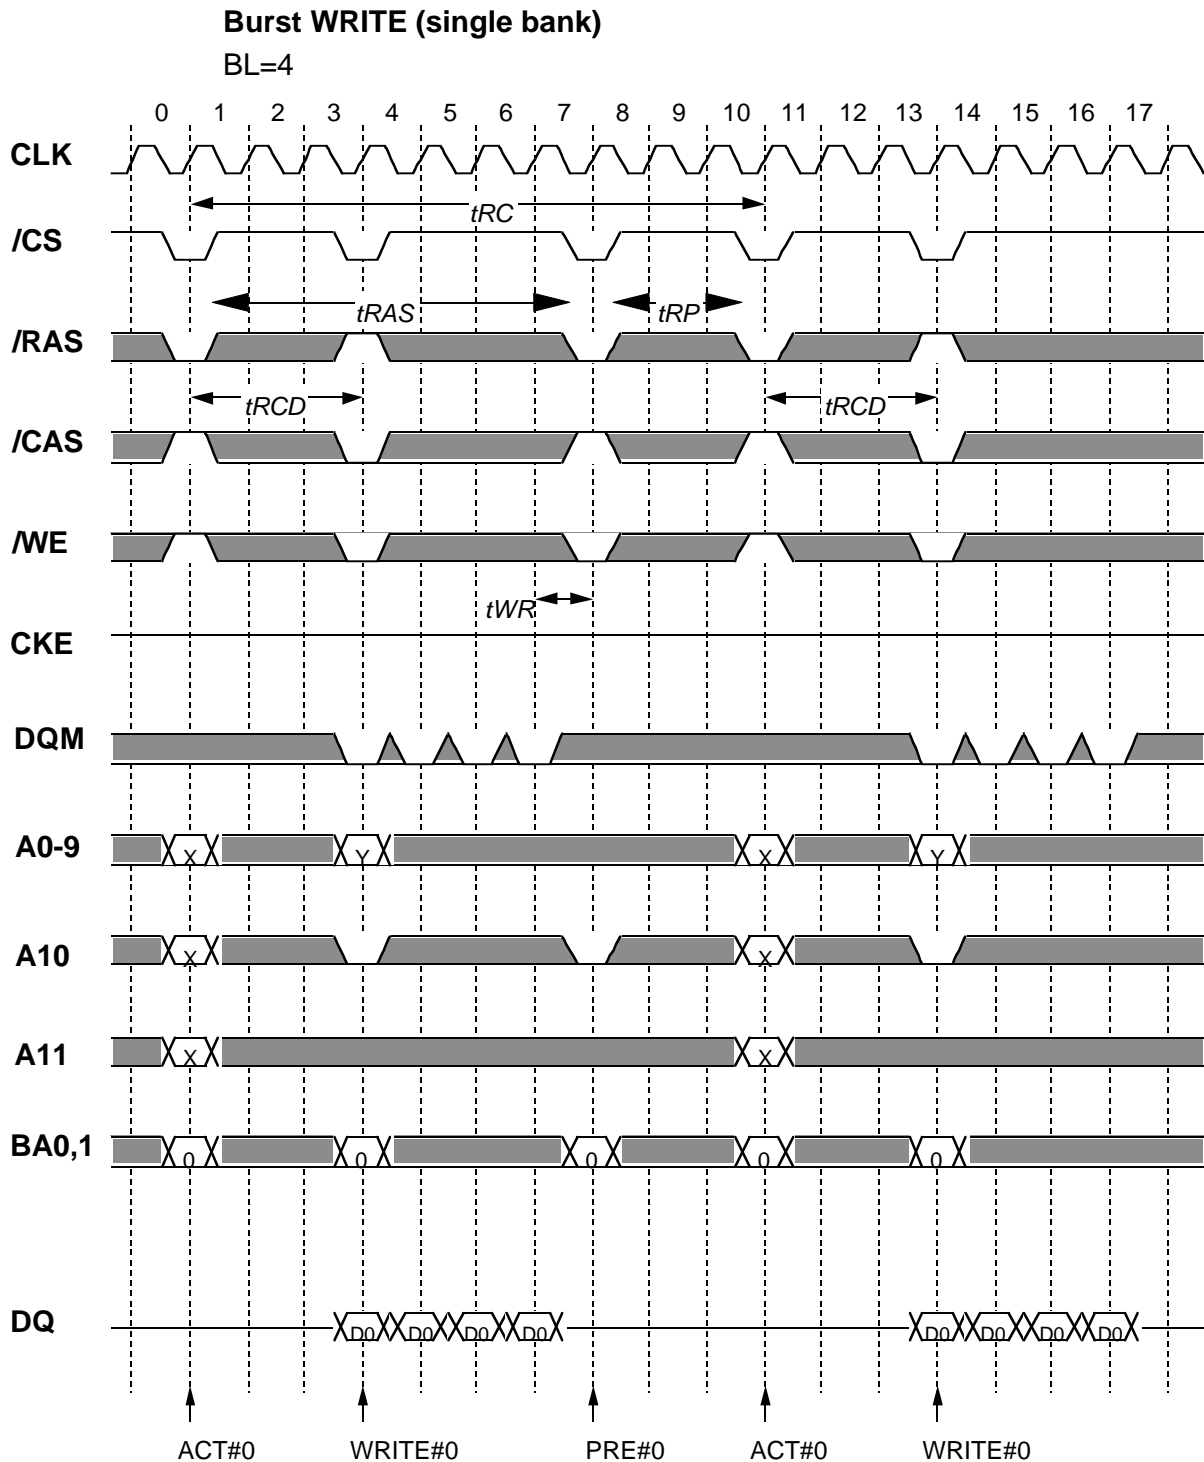 Burst WRITE (single bank)
BL=4
0 1 2 3 4 5 6 7 8 9 10 11 12 13 14 15 16 17
CLK
tRC
/CS
tRAS tRP
/RAS
tRCD tRCD
/CAS
/WE
tWR
CKE
DQM
A0-9 X Y X Y
A10 X X
A11 X X
BA0,1 0 0 0 0 0
DQ D0 D0 D0 D0 D0 D0 D0 D0
ACT#0 WRITE#0 PRE#0 ACT#0 WRITE#0